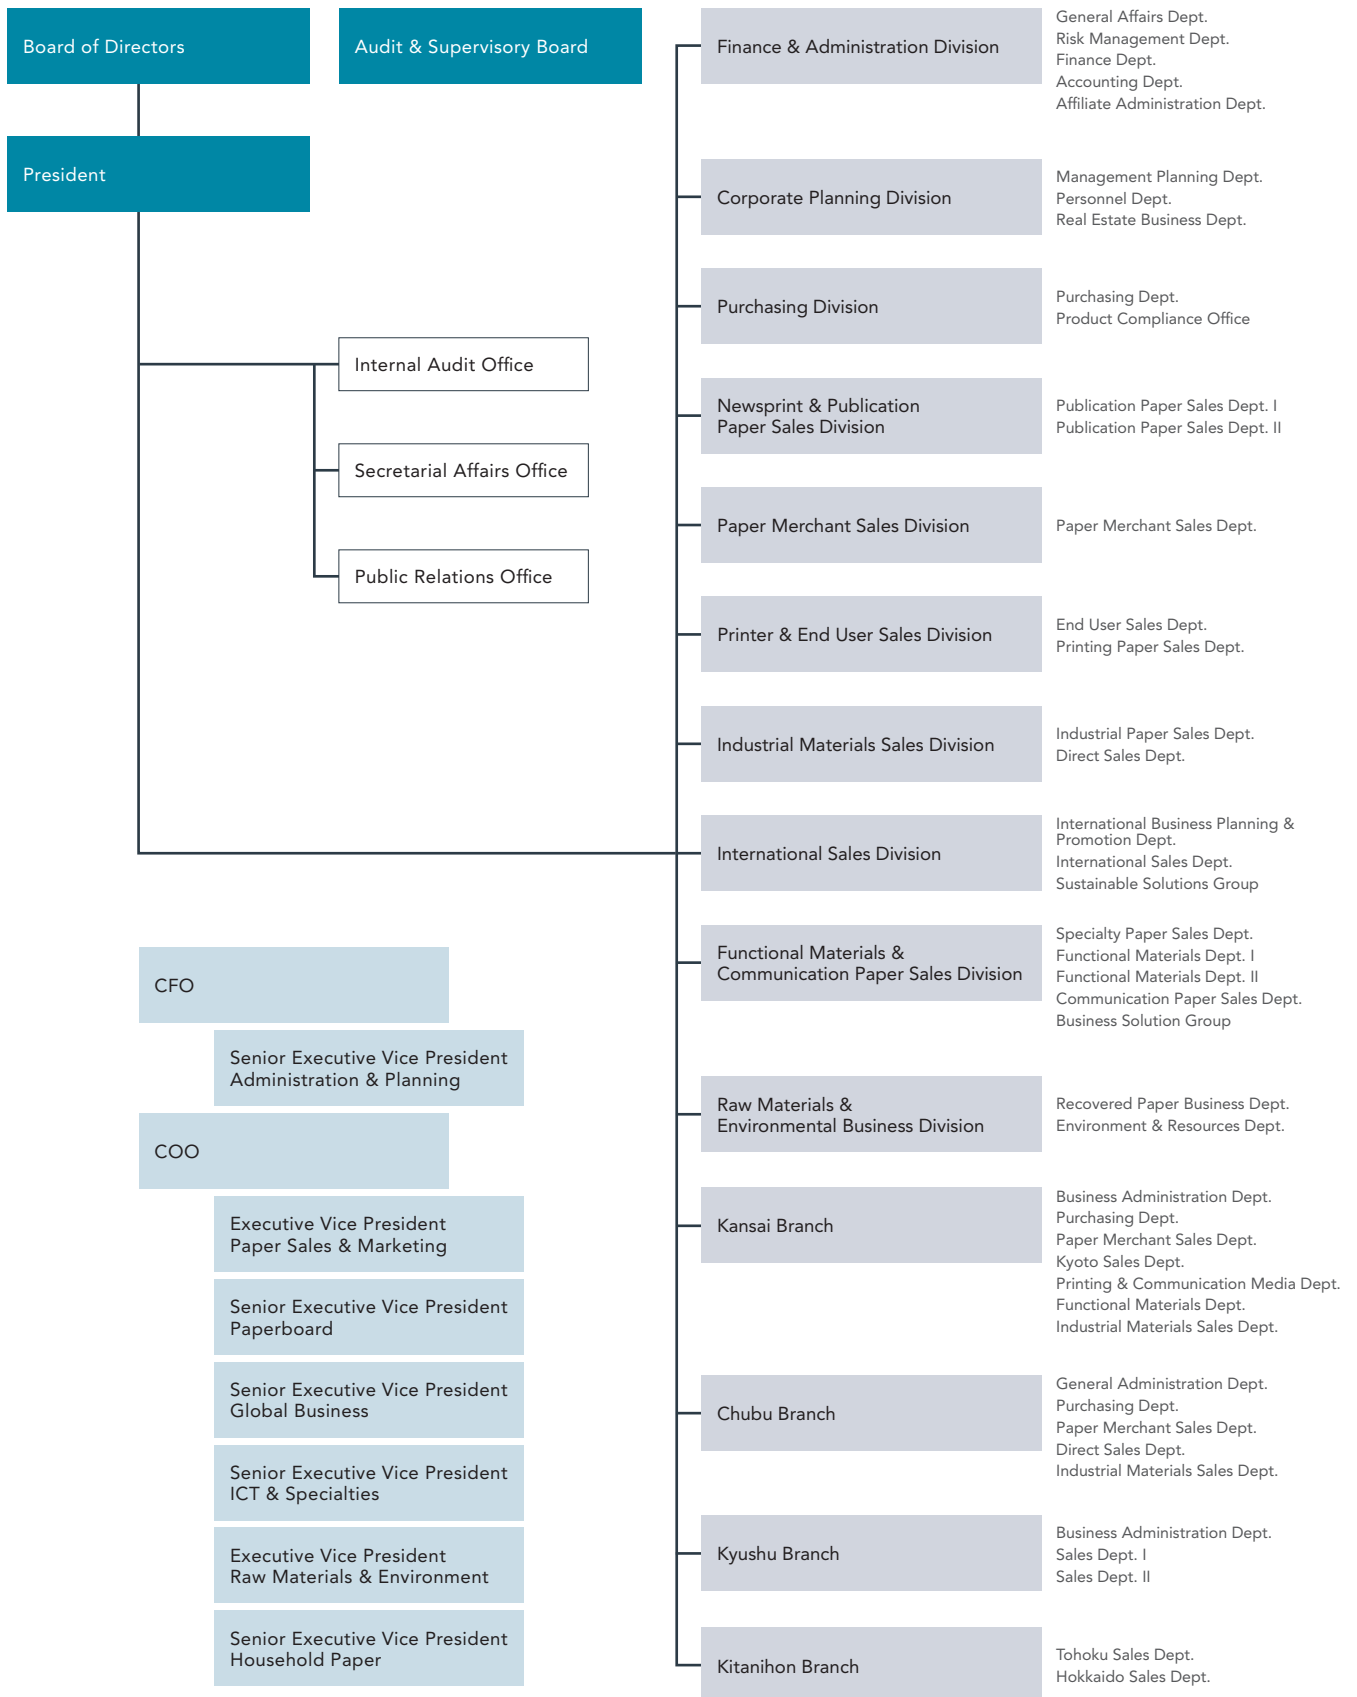 Board of Directors
Audit & Supervisory Board
President
Internal Audit Office
Secretarial Affairs Office
Public Relations Office
CFO
Senior Executive Vice President
Administration & Planning
COO
Executive Vice President
Paper Sales & Marketing
Senior Executive Vice President
Paperboard
Senior Executive Vice President
Global Business
Senior Executive Vice President
ICT & Specialties
Executive Vice President
Raw Materials & Environment
Senior Executive Vice President
Household Paper
Finance & Administration Division
General Affairs Dept.
Risk Management Dept.
Finance Dept.
Accounting Dept.
Affiliate Administration Dept.
Corporate Planning Division
Management Planning Dept.
Personnel Dept.
Real Estate Business Dept.
Purchasing Division
Purchasing Dept.
Product Compliance Office
Newsprint & Publication
Paper Sales Division
Publication Paper Sales Dept. I
Publication Paper Sales Dept. II
Paper Merchant Sales Division
Paper Merchant Sales Dept.
Printer & End User Sales Division
End User Sales Dept.
Printing Paper Sales Dept.
Industrial Materials Sales Division
Industrial Paper Sales Dept.
Direct Sales Dept.
International Sales Division
International Business Planning &
Promotion Dept.
International Sales Dept.
Sustainable Solutions Group
Functional Materials &
Communication Paper Sales Division
Specialty Paper Sales Dept.
Functional Materials Dept. I
Functional Materials Dept. II
Communication Paper Sales Dept.
Business Solution Group
Raw Materials &
Environmental Business Division
Recovered Paper Business Dept.
Environment & Resources Dept.
Kansai Branch
Business Administration Dept.
Purchasing Dept.
Paper Merchant Sales Dept.
Kyoto Sales Dept.
Printing & Communication Media Dept.
Functional Materials Dept.
Industrial Materials Sales Dept.
Chubu Branch
General Administration Dept.
Purchasing Dept.
Paper Merchant Sales Dept.
Direct Sales Dept.
Industrial Materials Sales Dept.
Kyushu Branch
Business Administration Dept.
Sales Dept. I
Sales Dept. II
Kitanihon Branch
Tohoku Sales Dept.
Hokkaido Sales Dept.